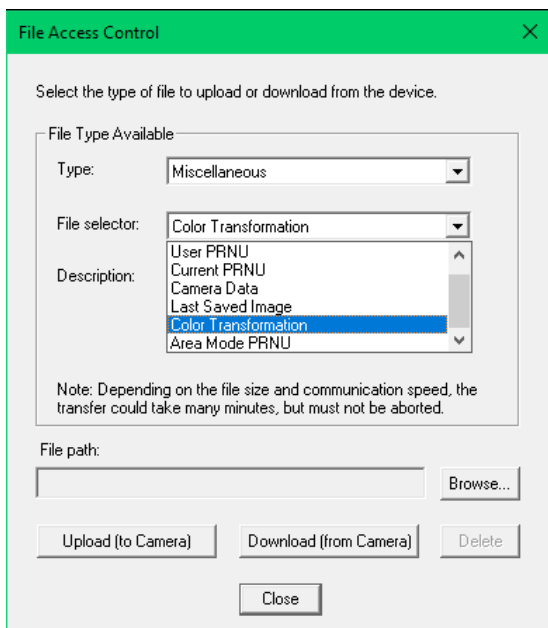 File Access Control
Select the type of file to upload or download from the device.
File Type Available
Type:
Miscellaneous
File selector:
Color Transformation
User PRNU
Current PRNU
Description:
Camera Data
Last Saved Image
Color Transformation
Area Mode PRNU
Note: Depending on the file size and communication speed, the
transfer could take many minutes, but must not be aborted.
File path:
Browse...
Upload (to Camera)
Download (from Camera)
Delete
Close